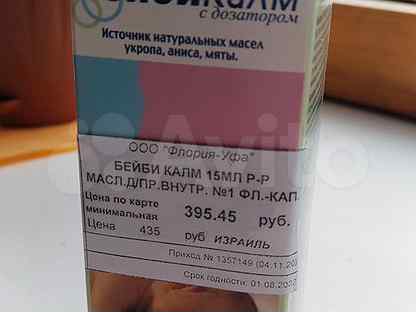 с дозатором
Источник натуральных масел
укропа, аниса, мяты.
ООО "Флория-Уфа"
БЕЙБИ КАЛМ 15МЛ Р-Р
МАСЛ.Д/ПР.ВНУТР. №1 ФЛ.-КАП.
Цена по карте
минимальная 395.45 руб.
Цена 435 руб ИЗРАИЛЬ
Приход № 1357149 (04.11.20
Срок годности: 01.08.20
Avito